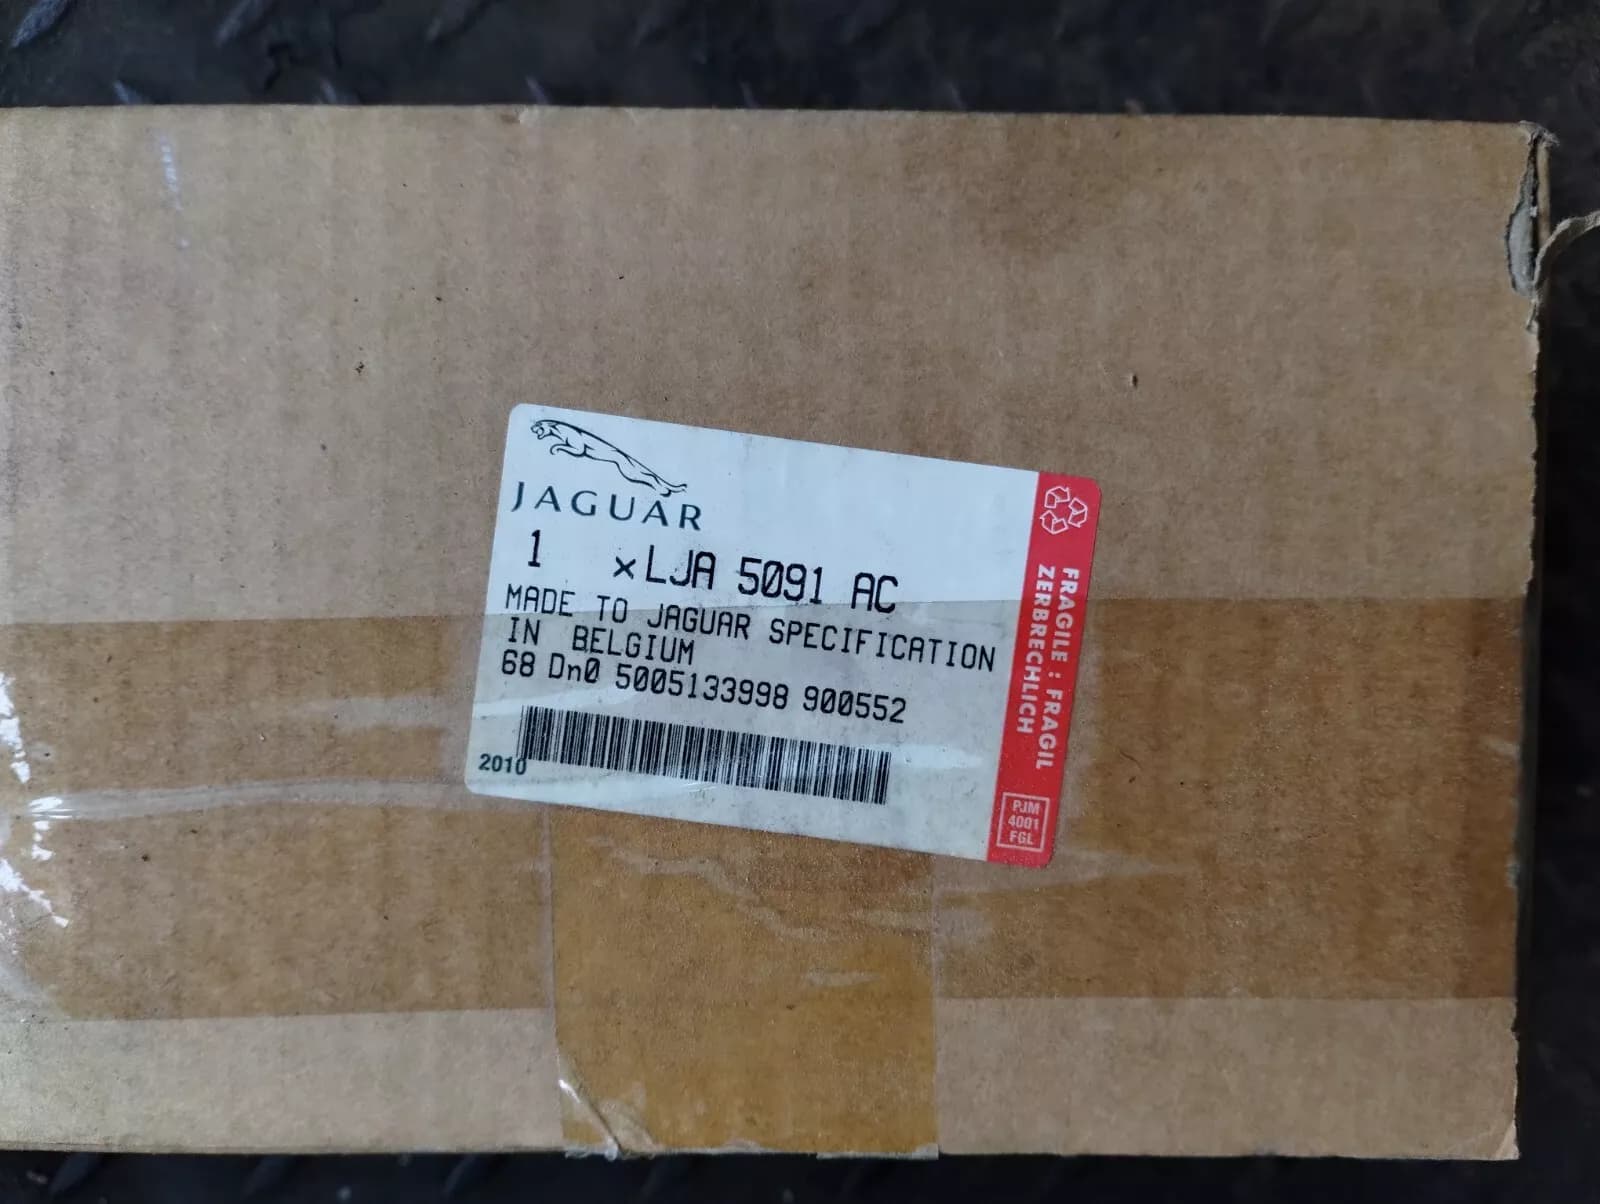 JAGUAR
1 xLJA 5091 AC
MADE TO JAGUAR SPECIFICATION
IN BELGIUM
68 Dn0 5005133998 900552
2010
FRAGILE : FRAGIL
ZERBRECHLICH
PJM
4001
FGL